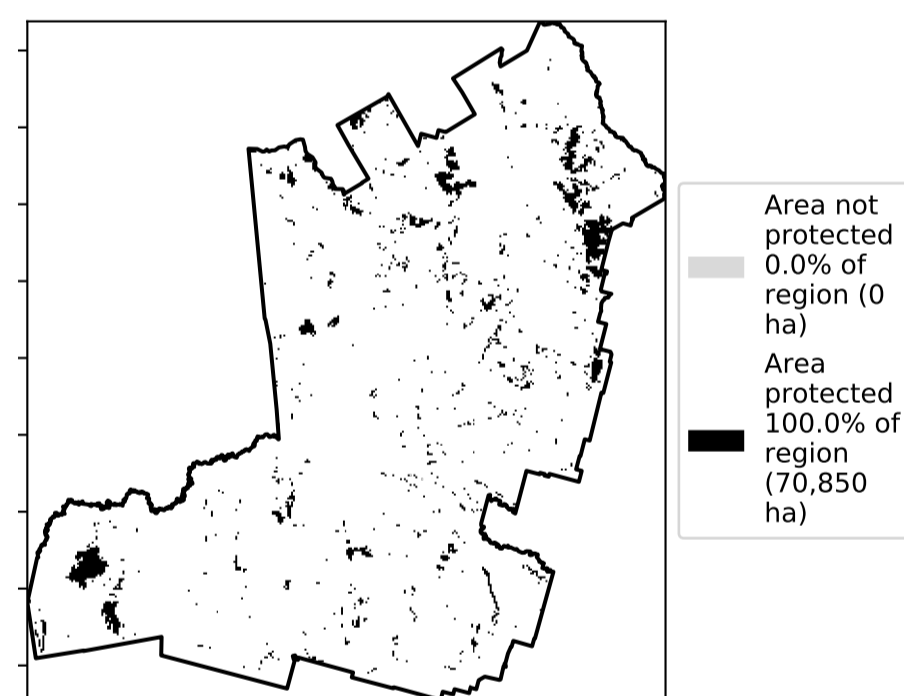 Area not
protected
0.0% of
region (0
ha)
Area
protected
100.0% of
region
(70,850
ha)